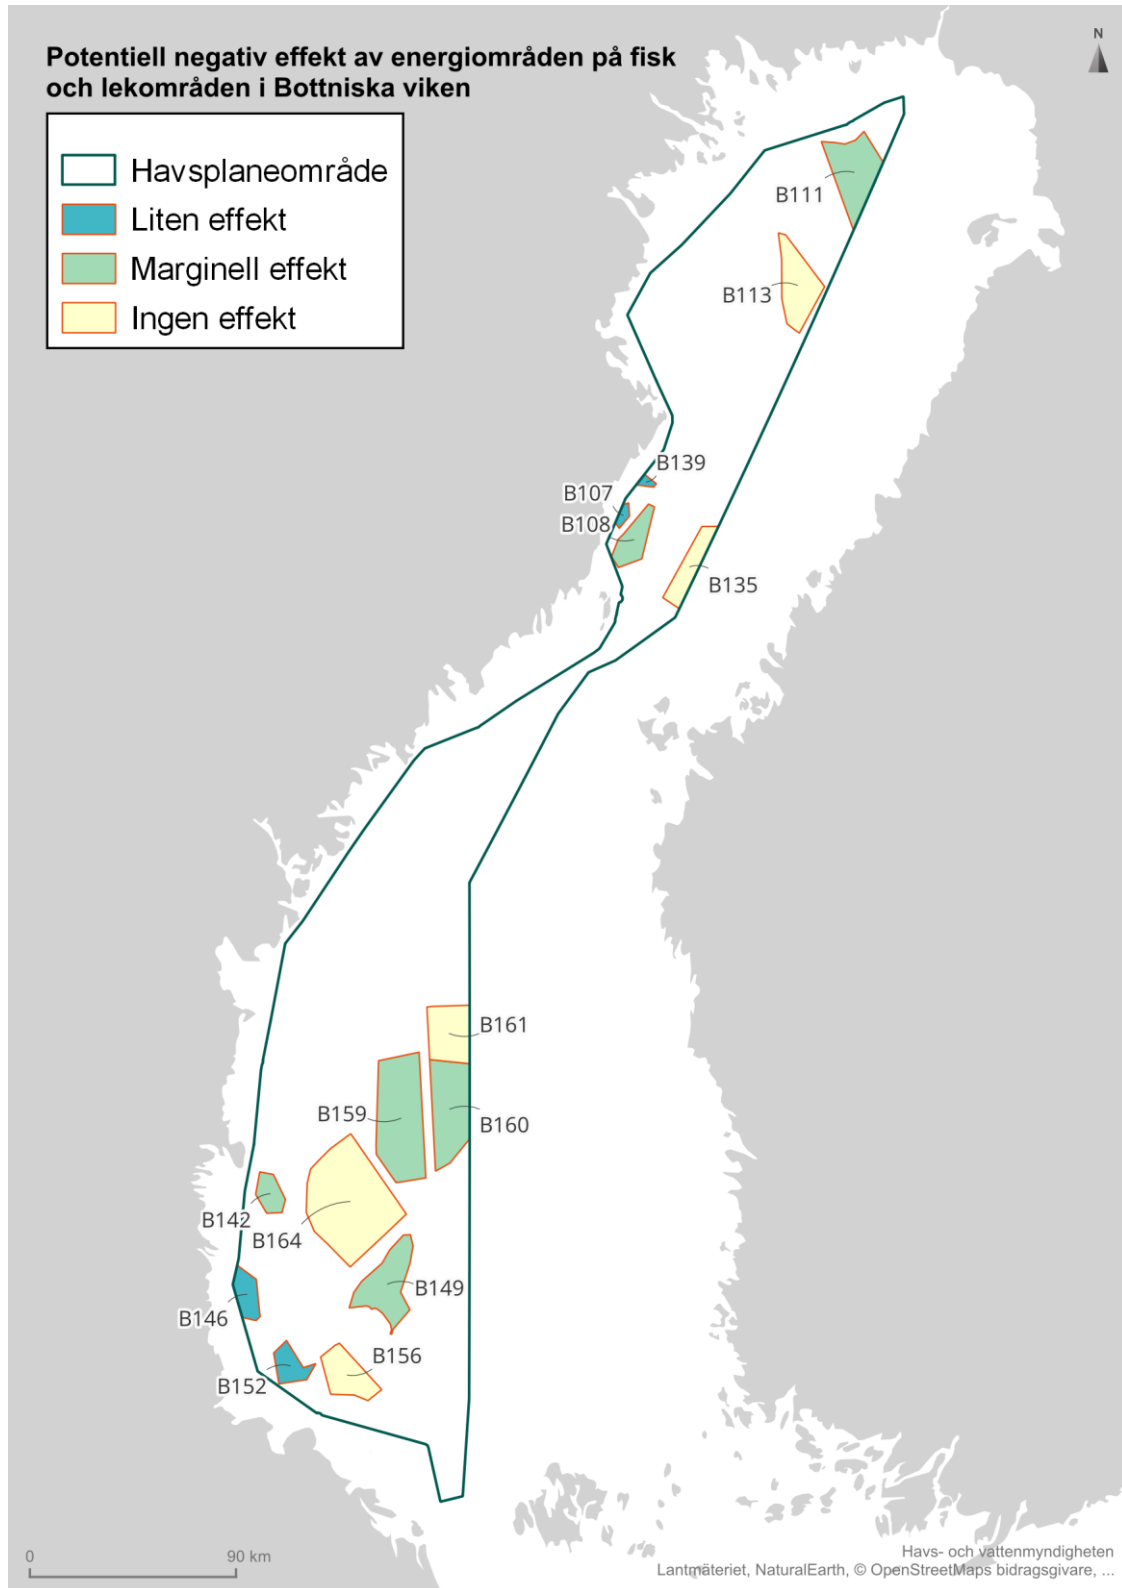 Potentiell negativ effekt av energiområden på fisk
och lekområden i Bottniska viken
N
Havsplaneområde
Liten effekt
Marginell effekt
Ingen effekt
B111
B113
B139
B107
B108
B135
B161
B159
B160
B142
B164
B149
B146
B156
B152
0 90 km
Havs- och vattenmyndigheten
Lantmäteriet, NaturalEarth, © OpenStreetMaps bidragsgivare, ...